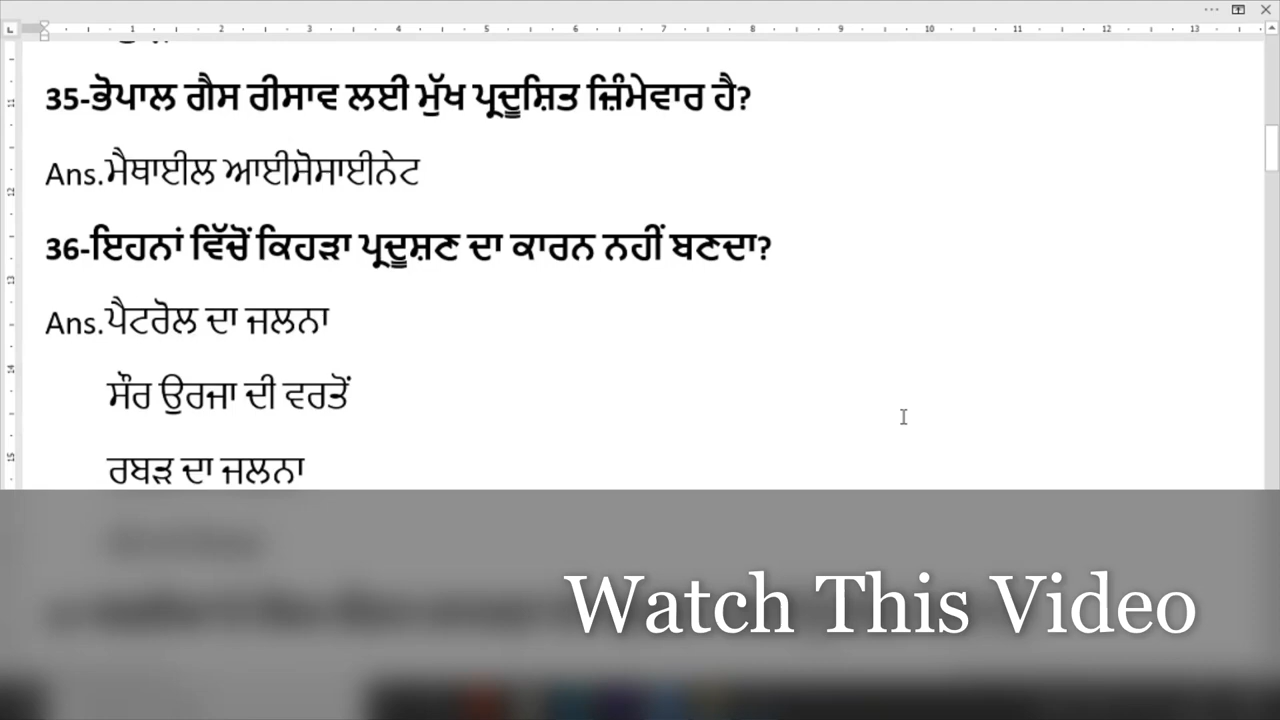 35-ਭੋਪਾਲ ਗੈਸ ਰੀਸਾਵ ਲਈ ਮੁੱਖ ਪ੍ਰਦੂਸ਼ਿਤ ਜ਼ਿੰਮੇਵਾਰ ਹੈ?
Ans.ਮੈਥਾਈਲ ਆਈਸੋਸਾਈਨੇਟ
36-ਇਹਨਾਂ ਵਿੱਚੋਂ ਕਿਹੜਾ ਪ੍ਰਦੂਸ਼ਣ ਦਾ ਕਾਰਨ ਨਹੀਂ ਬਣਦਾ?
Ans.ਪੈਟਰੋਲ ਦਾ ਜਲਨਾ
ਸੌਰ ਉਰਜਾ ਦੀ ਵਰਤੋਂ
ਰਬੜ ਦਾ ਜਲਨਾ
Watch This Video